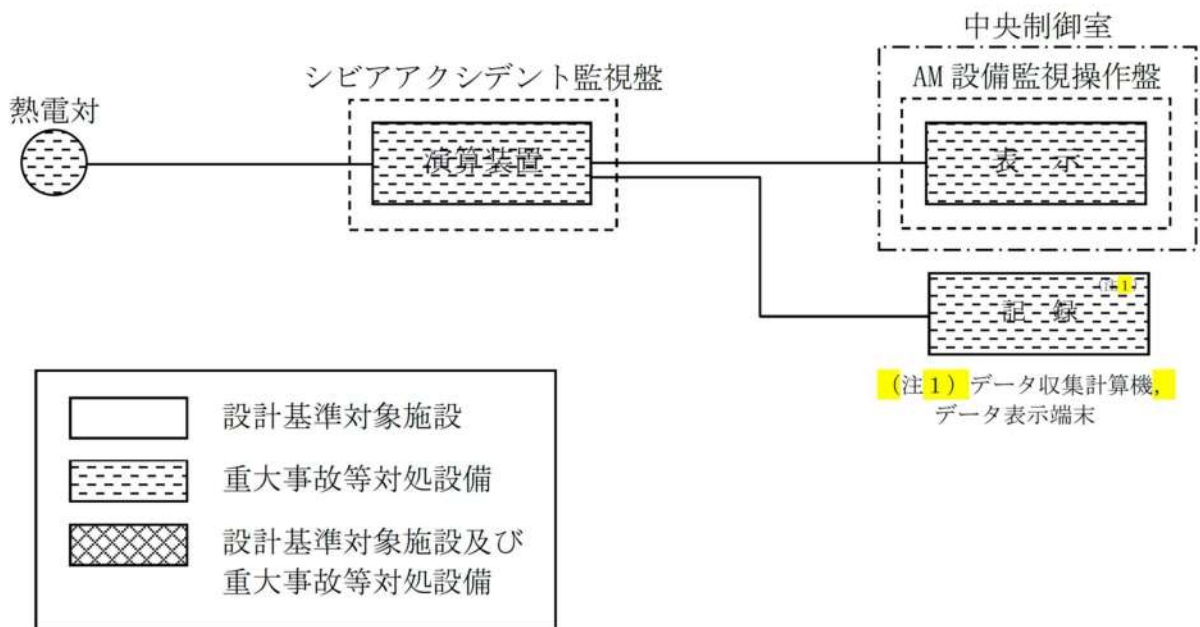 中央制御室
シビアアクシデント監視盤
AM 設備監視操作盤
熱電対
演算装置
表 示
(注1)
記 録
(注1)データ収集計算機,
データ表示端末
設計基準対象施設
重大事故等対処設備
設計基準対象施設及び
重大事故等対処設備